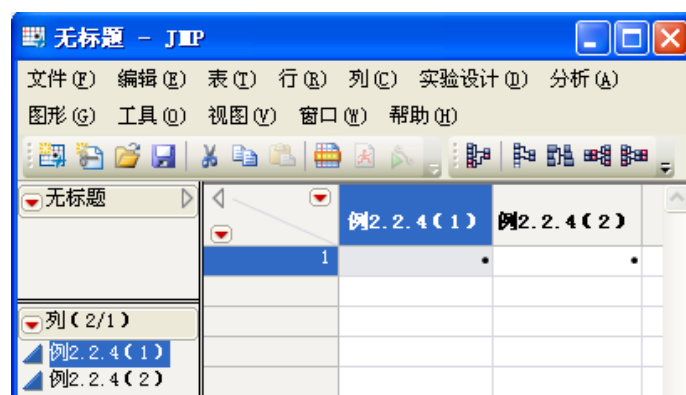 无标题 - JMP
文件(F) 编辑(E) 表(T) 行(R) 列(C) 实验设计(D) 分析(A)
图形(G) 工具(O) 视图(V) 窗口(W) 帮助(H)
无标题
例2.2.4(1) 例2.2.4(2)
1
列(2/1)
例2.2.4(1)
例2.2.4(2)